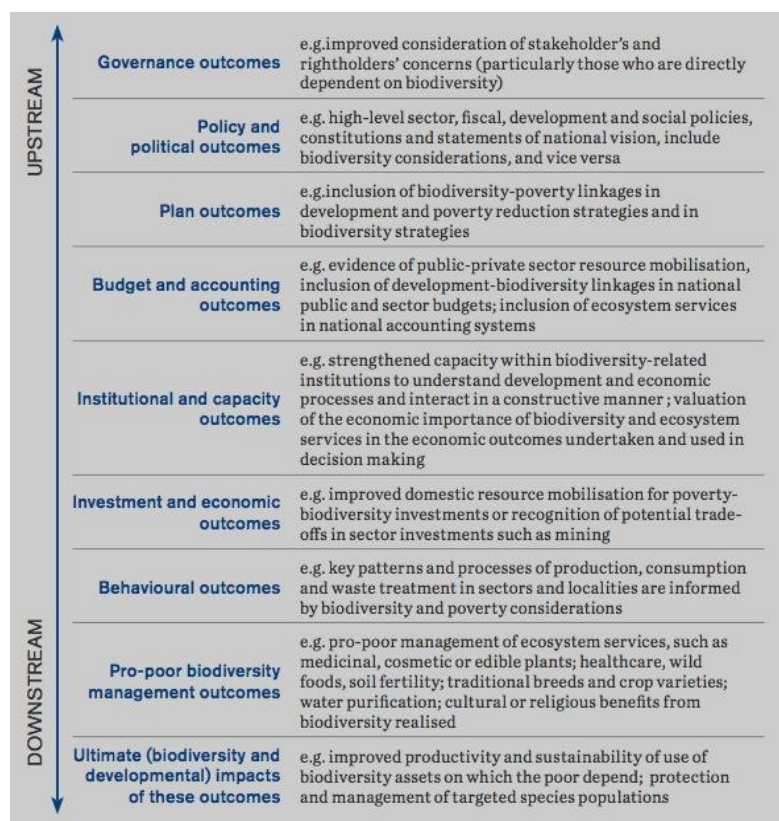 UPSTREAM
Governance outcomes
e.g.improved consideration of stakeholder's and
rightholders' concerns (particularly those who are directly
dependent on biodiversity)
Policy and
political outcomes
e.g. high-level sector, fiscal, development and social policies,
constitutions and statements of national vision, include
biodiversity considerations, and vice versa
Plan outcomes
e.g.inclusion of biodiversity-poverty linkages in
development and poverty reduction strategies and in
biodiversity strategies
Budget and accounting
outcomes
e.g. evidence of public-private sector resource mobilisation,
inclusion of development-biodiversity linkages in national
public and sector budgets; inclusion of ecosystem services
in national accounting systems
Institutional and capacity
outcomes
e.g. strengthened capacity within biodiversity-related
institutions to understand development and economic
processes and interact in a constructive manner ; valuation
of the economic importance of biodiversity and ecosystem
services in the economic outcomes undertaken and used in
decision making
Investment and economic
outcomes
e.g. improved domestic resource mobilisation for poverty-
biodiversity investments or recognition of potential trade-
offs in sector investments such as mining
Behavioural outcomes
e.g. key patterns and processes of production, consumption
and waste treatment in sectors and localities are informed
by biodiversity and poverty considerations
DOWNSTREAM
Pro-poor biodiversity
management outcomes
e.g. pro-poor management of ecosystem services, such as
medicinal, cosmetic or edible plants; healthcare, wild
foods, soil fertility; traditional breeds and crop varieties;
water purification; cultural or religious benefits from
biodiversity realised
Ultimate (biodiversity and
developmental) impacts
of these outcomes
e.g. improved productivity and sustainability of use of
biodiversity assets on which the poor depend; protection
and management of targeted species populations